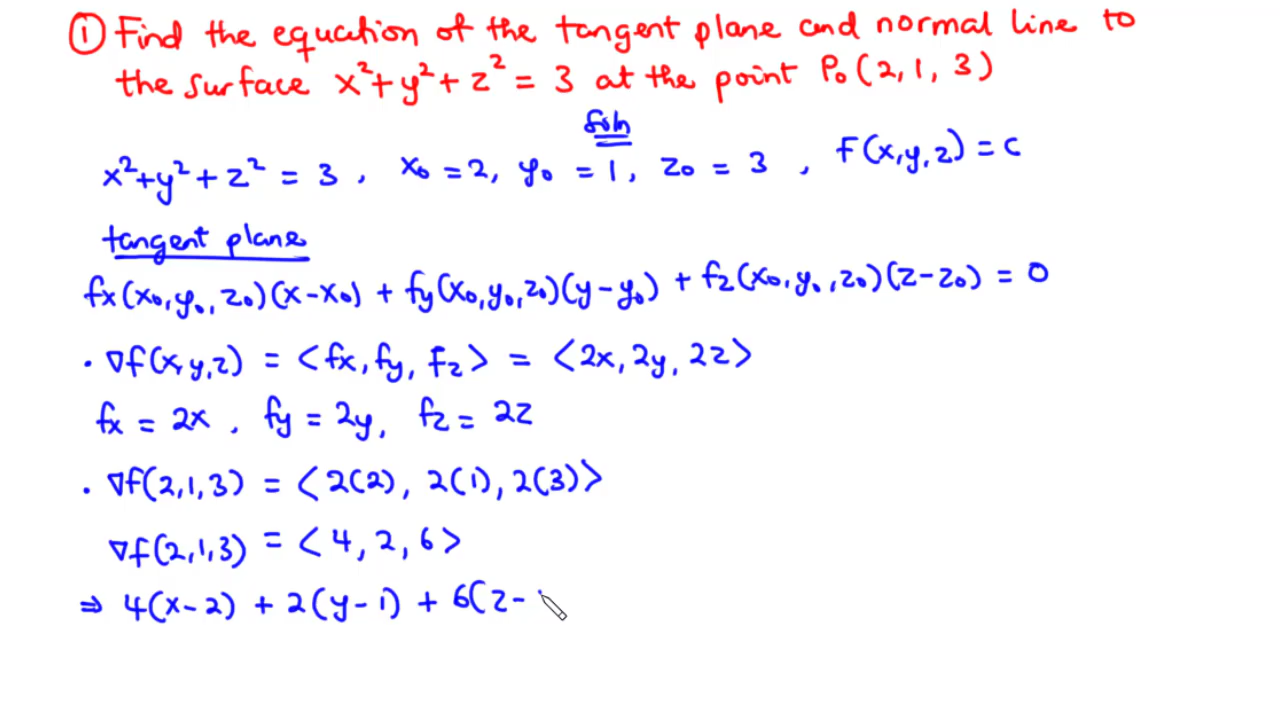 ① Find the equation of the tangent plane and normal line to
the surface x²+y²+z² = 3 at the point P₀(2,1,3)
Soln
x²+y²+z² = 3, x₀ = 2, y₀ = 1, z₀ = 3, f(x,y,z) = c
tangent plane
fx(x₀,y₀,z₀)(x-x₀) + fy(x₀,y₀,z₀)(y-y₀) + fz(x₀,y₀,z₀)(z-z₀) = 0
. ∇f(x,y,z) = <fx, fy, fz> = <2x, 2y, 2z>
fx = 2x, fy = 2y, fz = 2z
. ∇f(2,1,3) = <2(2), 2(1), 2(3)>
∇f(2,1,3) = <4, 2, 6>
⇒ 4(x-2) + 2(y-1) + 6(z-